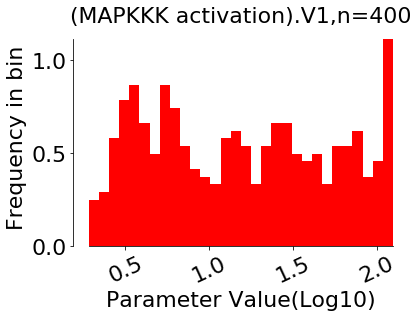 (MAPKKK activation).V1,n=400
Frequency in bin
1.0
0.5
0.0
0.5
1.0
1.5
2.0
Parameter Value(Log10)